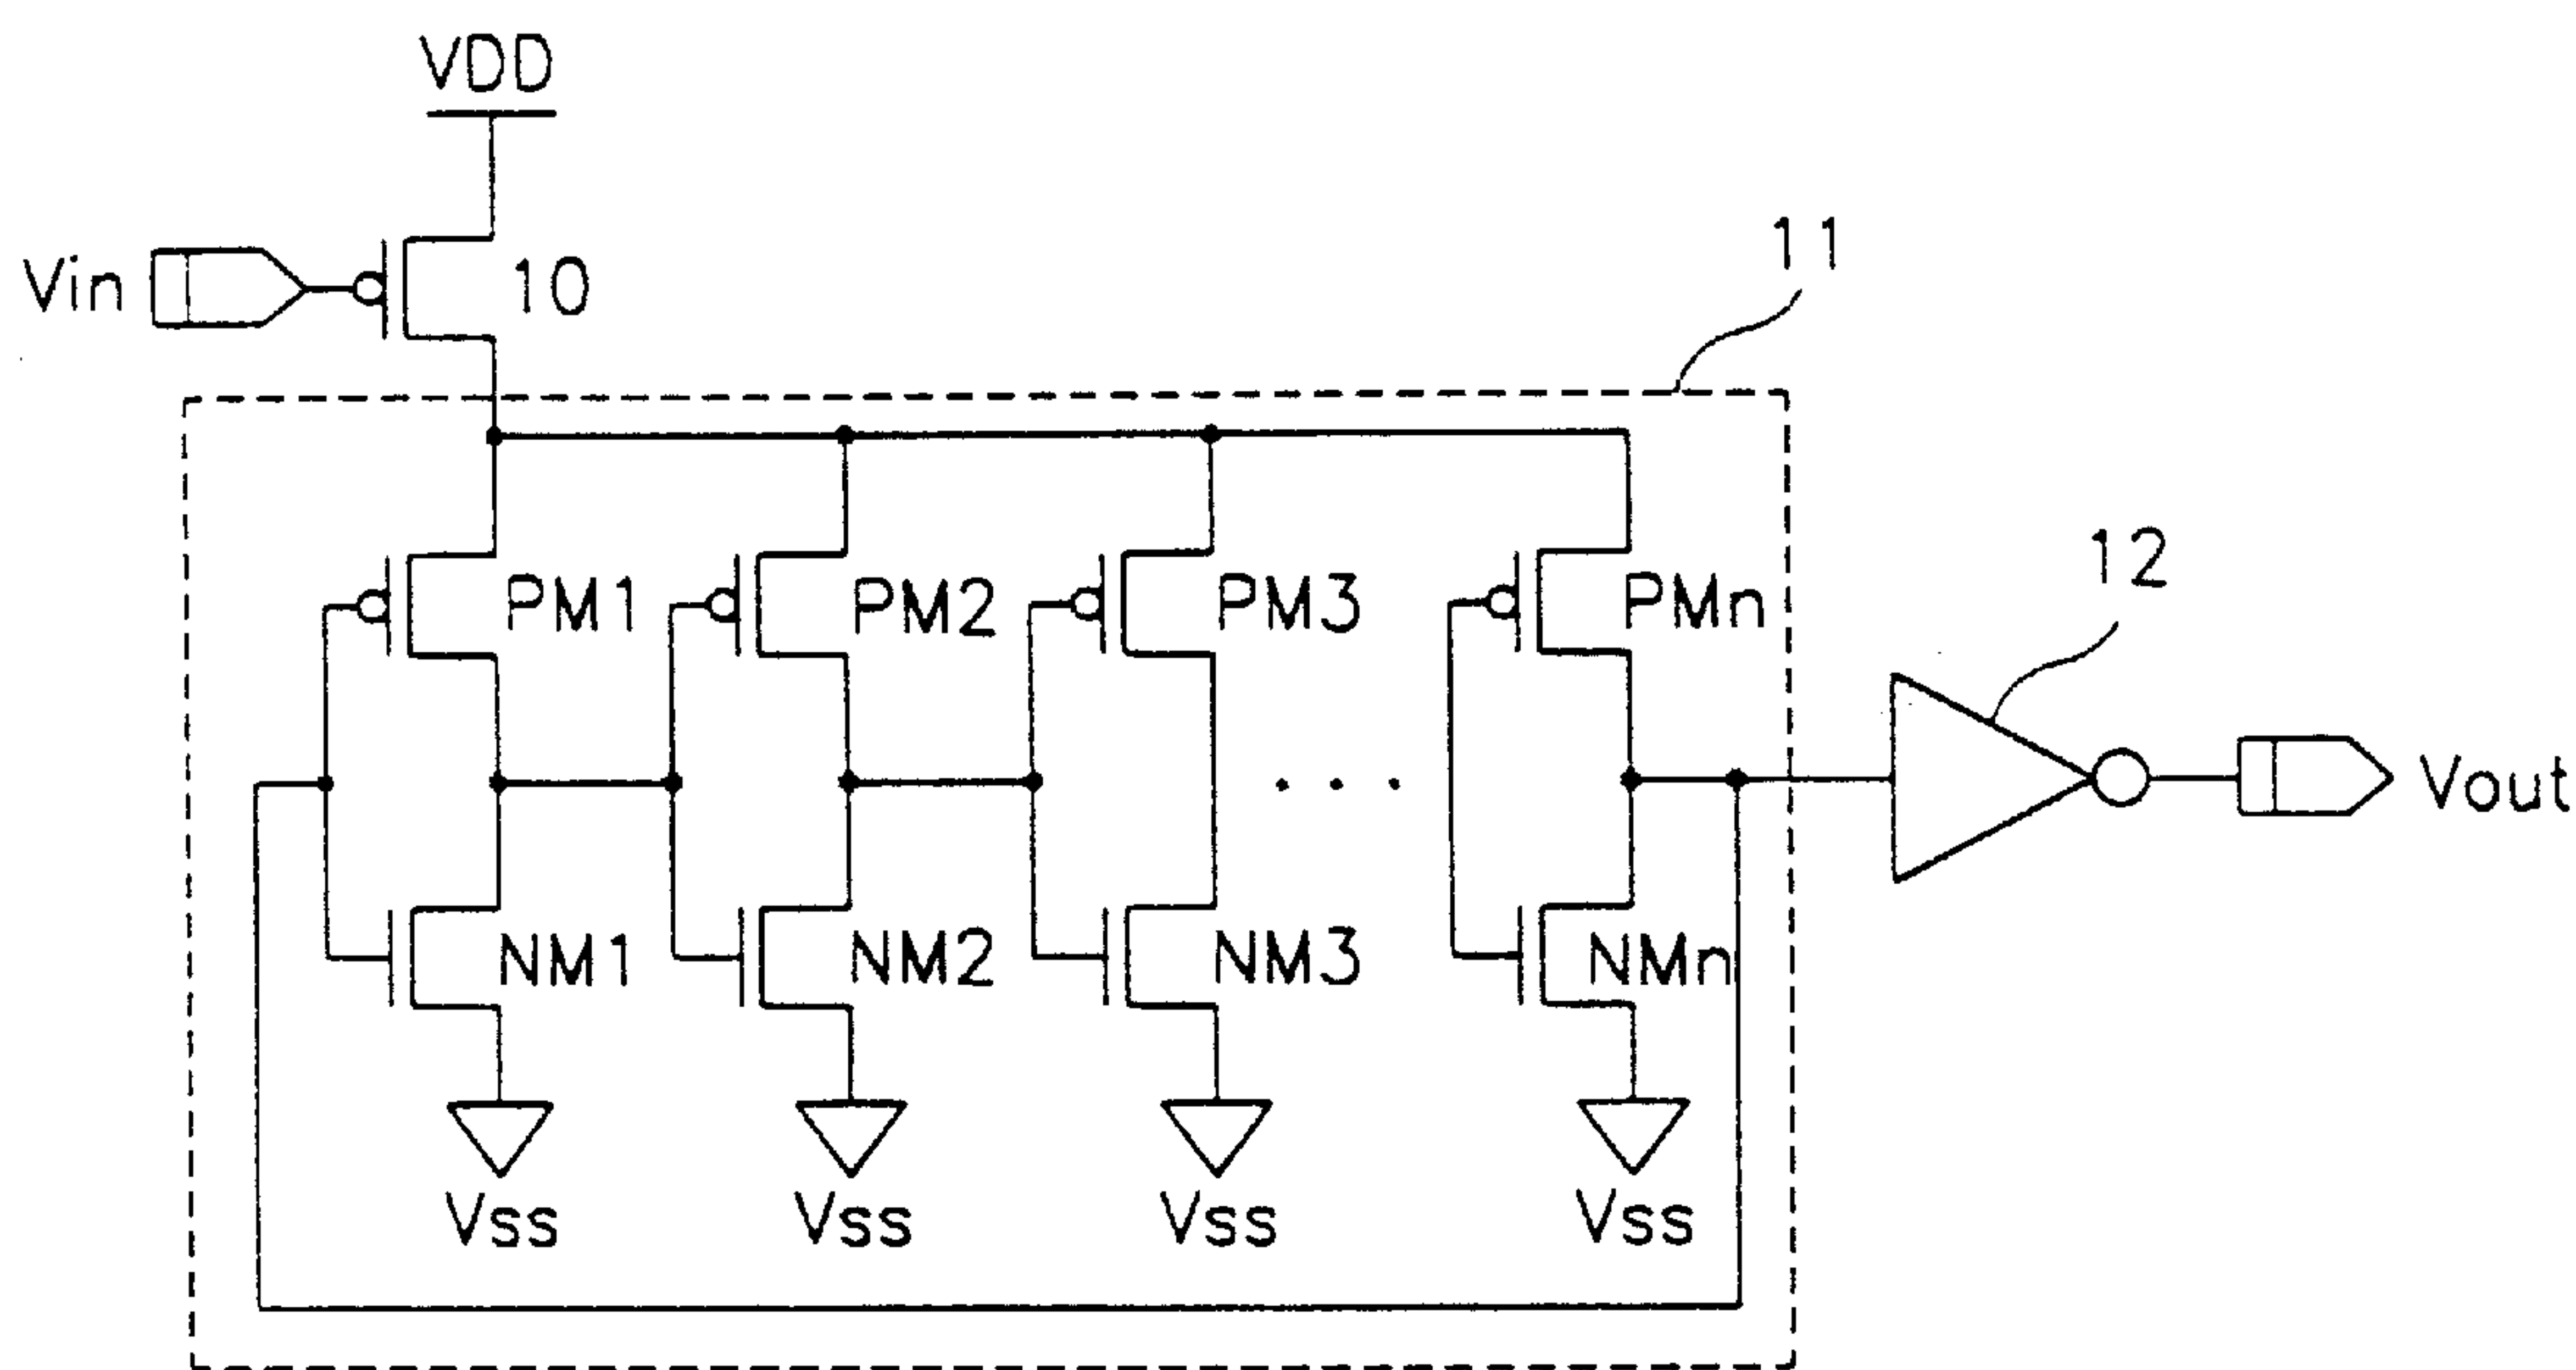 VDD
11
Vin
10
12
PM1
PM2
PM3
PMn
. . .
Vout
NM1
NM2
NM3
NMn
Vss
Vss
Vss
Vss